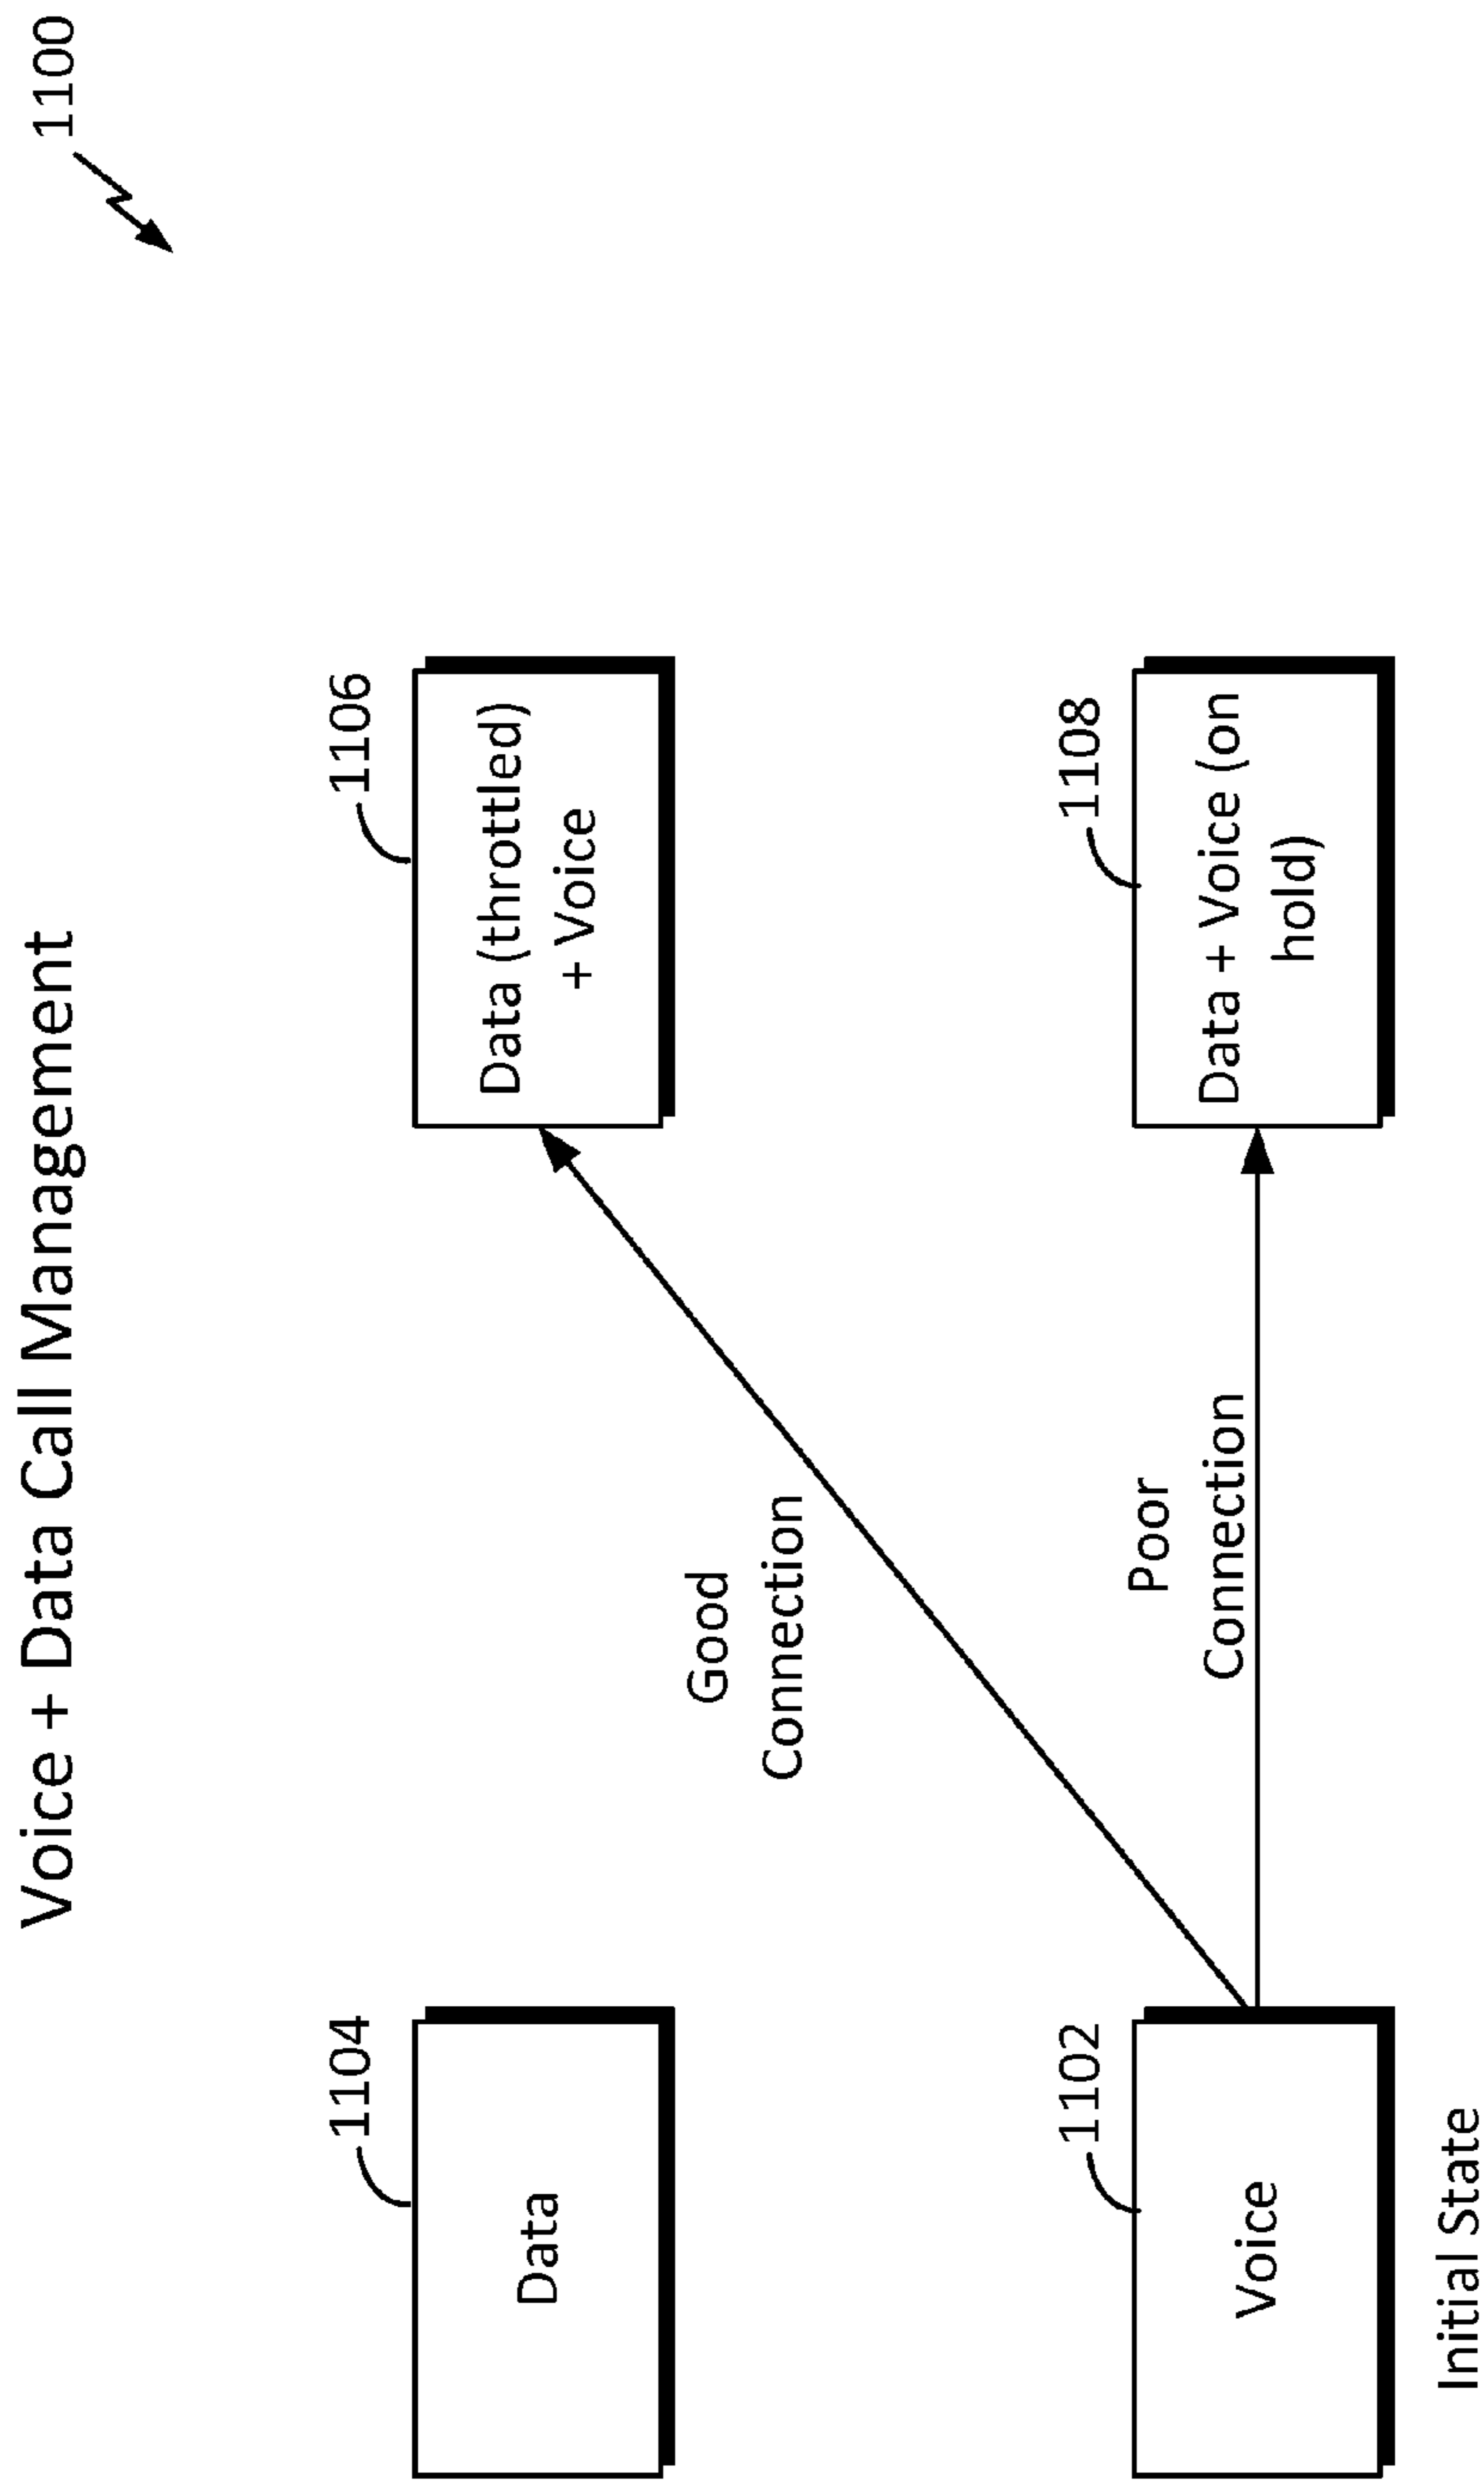 Voice + Data Call Management
1100
1104
Data
1106
Data (throttled)
+ Voice
Good
Connection
Poor
Connection
1102
Voice
1108
Data + Voice (on
hold)
Initial State